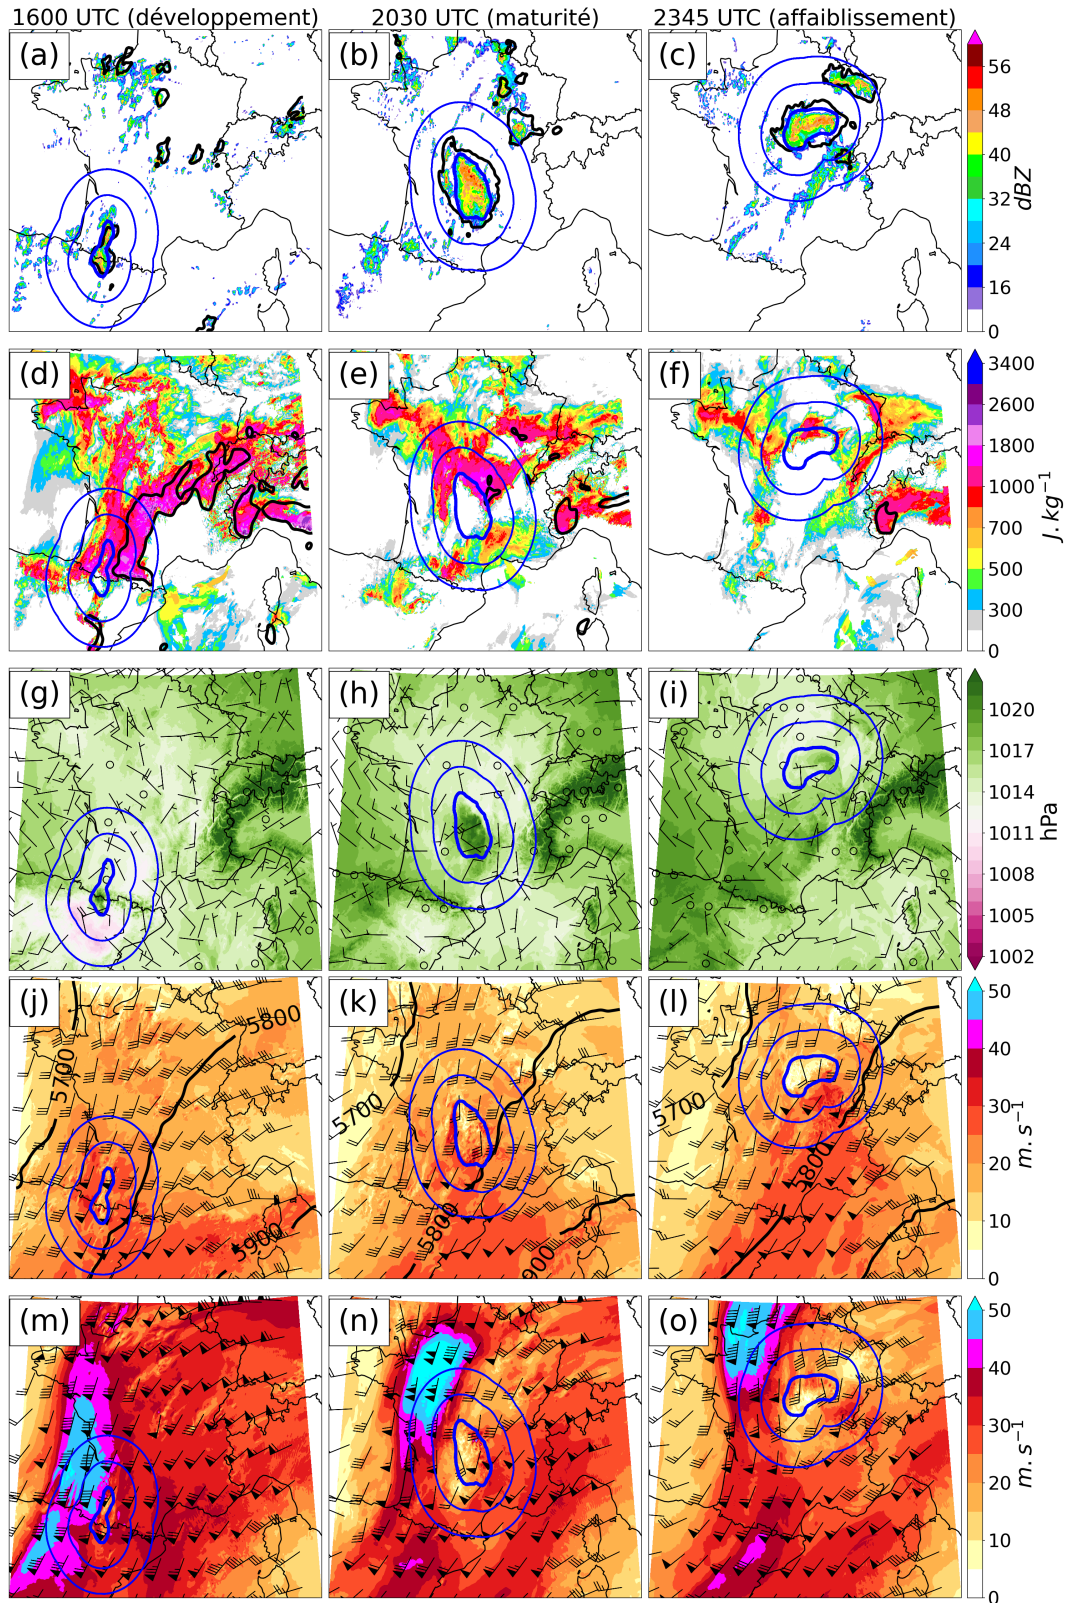 1600 UTC (développement)
2030 UTC (maturité)
2345 UTC (affaiblissement)
(a)
(b)
(c)
56
48
40
32
24
16
0
dBZ
(d)
(e)
(f)
3400
2600
1800
1000
700
500
300
0
J.kg⁻¹
(g)
(h)
(i)
1020
1017
1014
1011
1008
1005
1002
hPa
(j)
(k)
(l)
5700
5800
5900
5700
5800
900
5700
5800
50
40
30
20
10
0
m.s⁻¹
(m)
(n)
(o)
50
40
30
20
10
0
m.s⁻¹